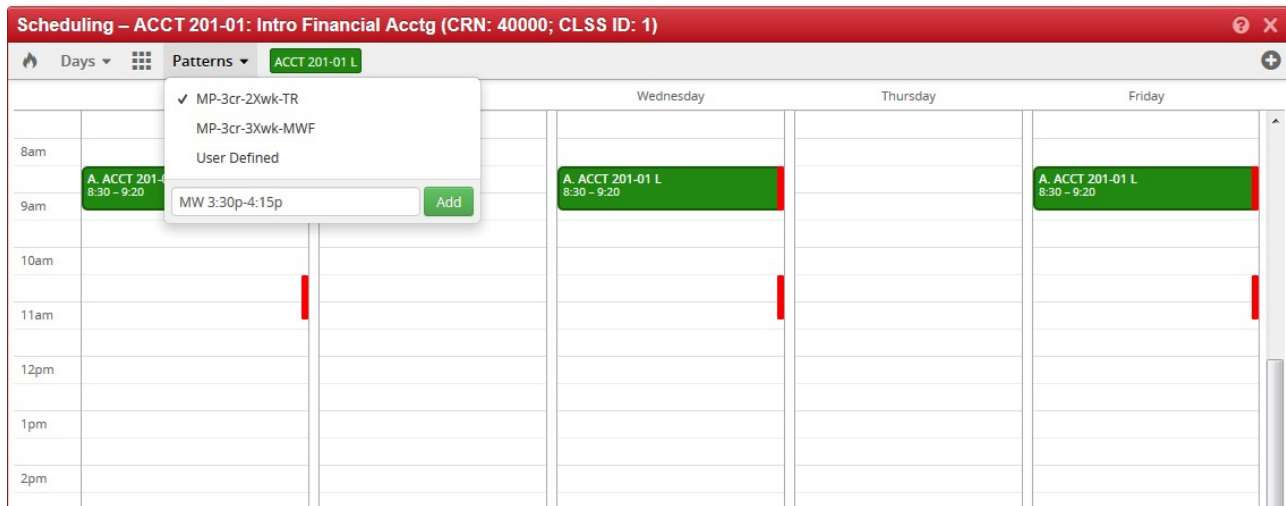 Scheduling – ACCT 201-01: Intro Financial Acctg (CRN: 40000; CLSS ID: 1)
Days Patterns ACCT 201-01 L
Wednesday Thursday Friday
MP-3cr-2Xwk-TR
MP-3cr-3Xwk-MWF
User Defined
MW 3:30p-4:15p Add
8am
A. ACCT 201-0
8:30 – 9:20
A. ACCT 201-01 L
8:30 – 9:20
A. ACCT 201-01 L
8:30 – 9:20
9am
10am
11am
12pm
1pm
2pm